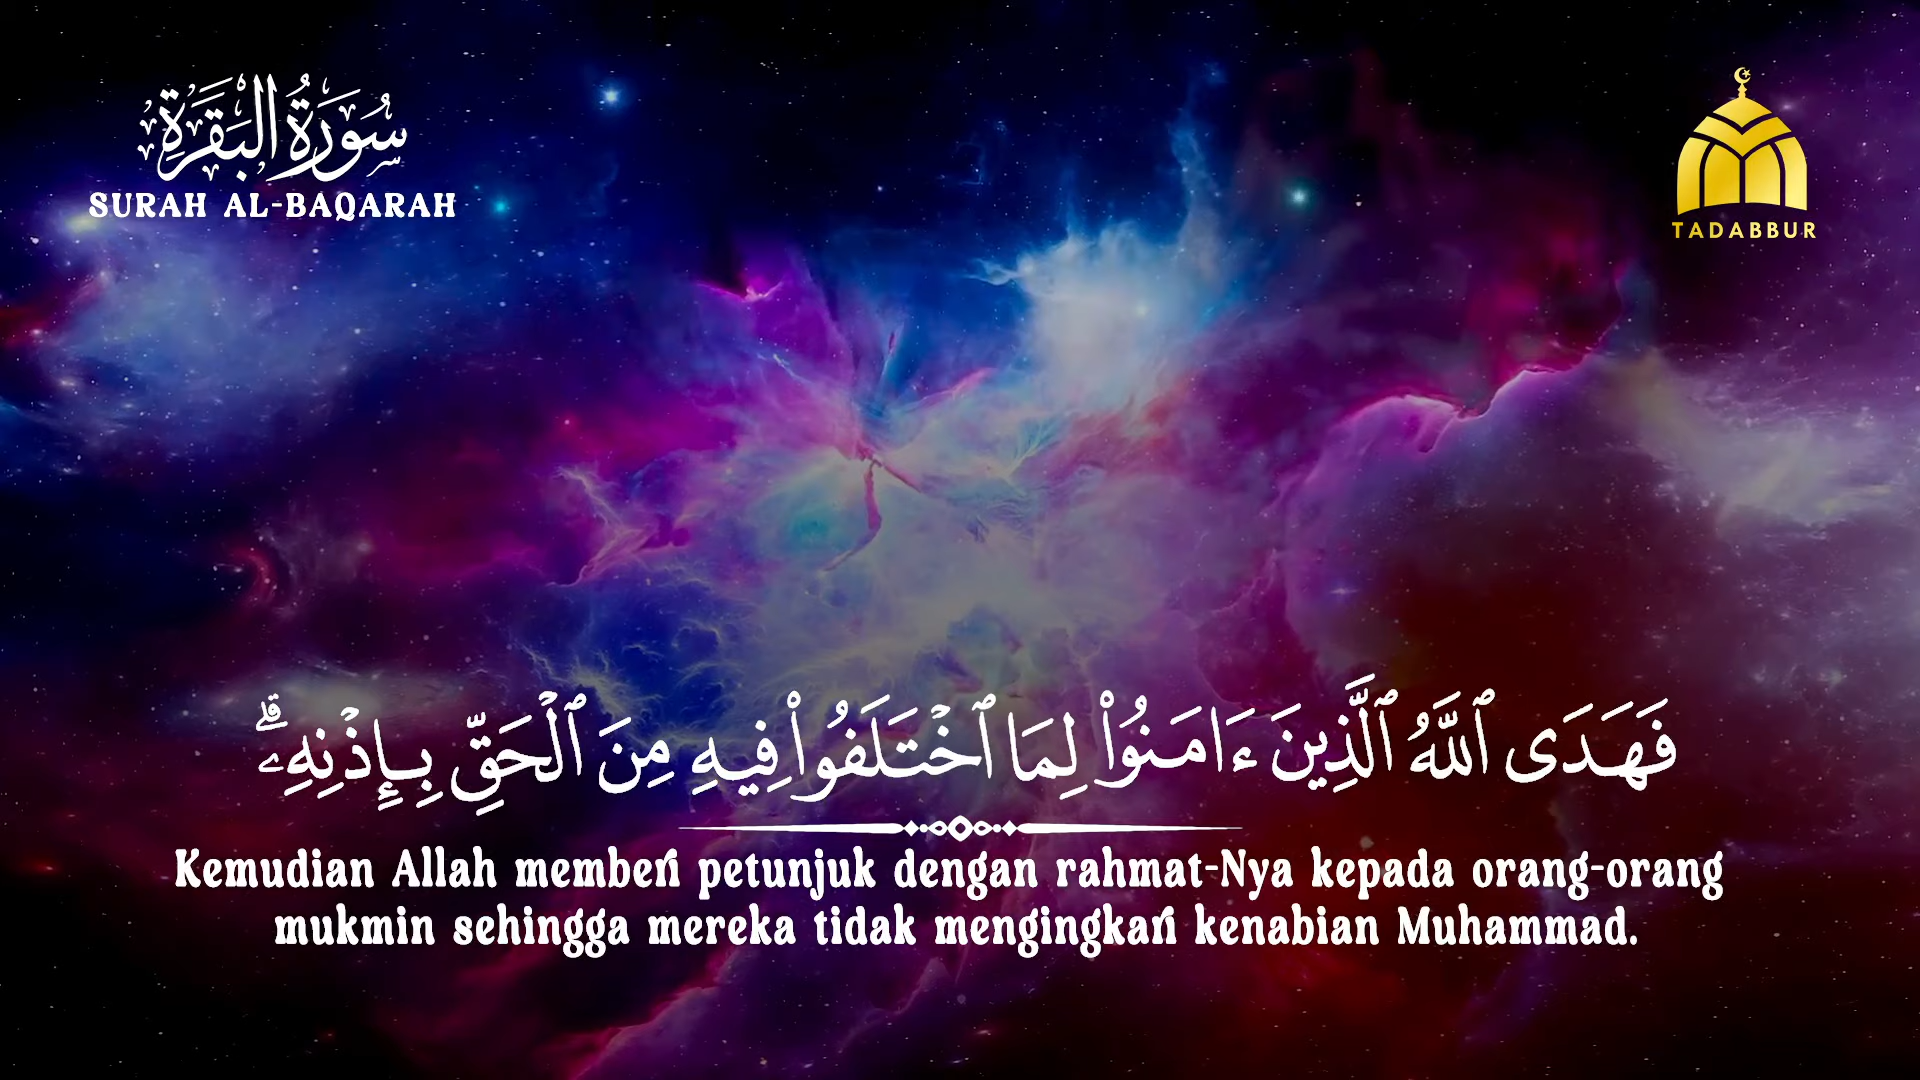 سُورَةُ الْبَقَرَةِ
SURAH AL-BAQARAH
TADABBUR
فَهَدَى ٱللَّهُ ٱلَّذِينَ ءَامَنُوا۟ لِمَا ٱخْتَلَفُوا۟ فِيهِ مِنَ ٱلْحَقِّ بِإِذْنِهِۦ ۗ
Kemudian Allah memberi petunjuk dengan rahmat-Nya kepada orang-orang
mukmin sehingga mereka tidak mengingkari kenabian Muhammad.